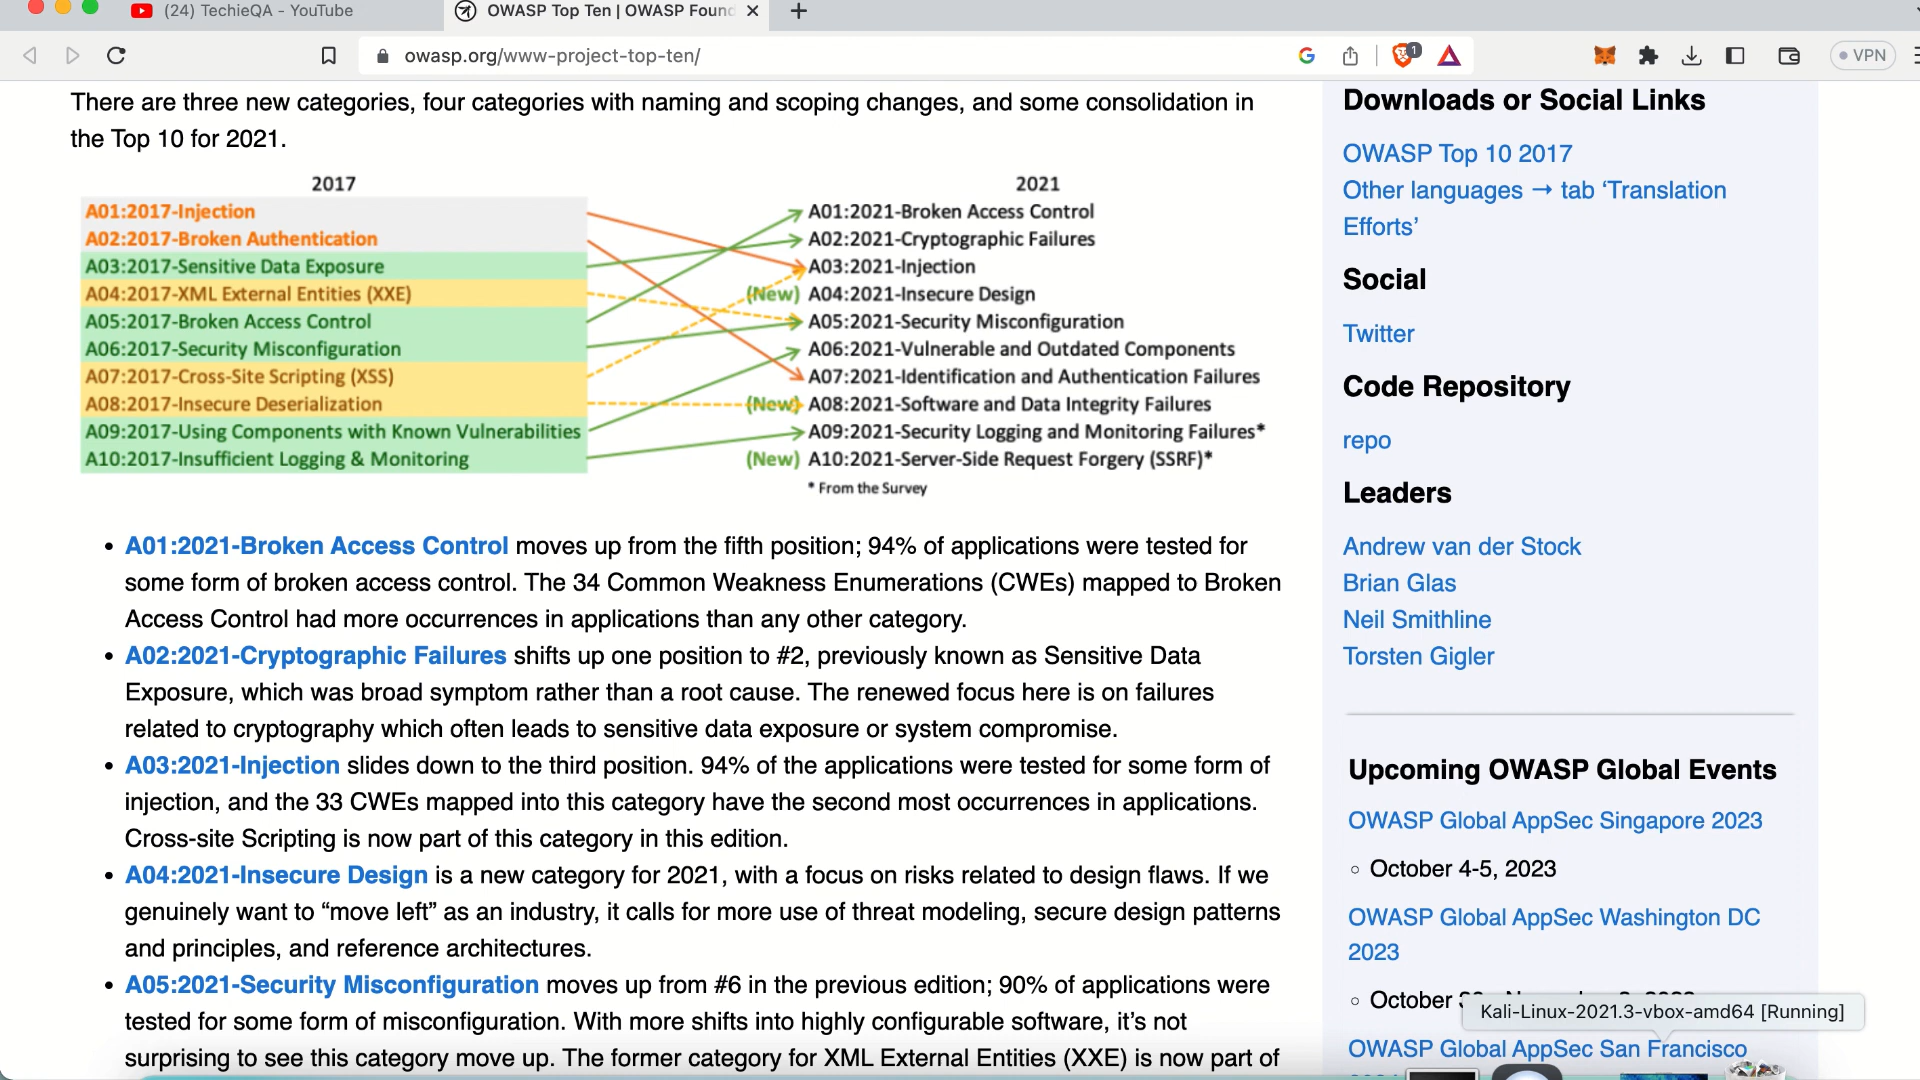 (24) TechieQA - YouTube
OWASP Top Ten | OWASP Found
owasp.org/www-project-top-ten/
1
VPN
There are three new categories, four categories with naming and scoping changes, and some consolidation in
the Top 10 for 2021.
2017
2021
A01:2017-Injection
A02:2017-Broken Authentication
A03:2017-Sensitive Data Exposure
A04:2017-XML External Entities (XXE)
A05:2017-Broken Access Control
A06:2017-Security Misconfiguration
A07:2017-Cross-Site Scripting (XSS)
A08:2017-Insecure Deserialization
A09:2017-Using Components with Known Vulnerabilities
A10:2017-Insufficient Logging & Monitoring
A01:2021-Broken Access Control
A02:2021-Cryptographic Failures
A03:2021-Injection
(New) A04:2021-Insecure Design
A05:2021-Security Misconfiguration
A06:2021-Vulnerable and Outdated Components
A07:2021-Identification and Authentication Failures
(New) A08:2021-Software and Data Integrity Failures
A09:2021-Security Logging and Monitoring Failures*
(New) A10:2021-Server-Side Request Forgery (SSRF)*
* From the Survey
• A01:2021-Broken Access Control moves up from the fifth position; 94% of applications were tested for
some form of broken access control. The 34 Common Weakness Enumerations (CWEs) mapped to Broken
Access Control had more occurrences in applications than any other category.
• A02:2021-Cryptographic Failures shifts up one position to #2, previously known as Sensitive Data
Exposure, which was broad symptom rather than a root cause. The renewed focus here is on failures
related to cryptography which often leads to sensitive data exposure or system compromise.
• A03:2021-Injection slides down to the third position. 94% of the applications were tested for some form of
injection, and the 33 CWEs mapped into this category have the second most occurrences in applications.
Cross-site Scripting is now part of this category in this edition.
• A04:2021-Insecure Design is a new category for 2021, with a focus on risks related to design flaws. If we
genuinely want to “move left” as an industry, it calls for more use of threat modeling, secure design patterns
and principles, and reference architectures.
• A05:2021-Security Misconfiguration moves up from #6 in the previous edition; 90% of applications were
tested for some form of misconfiguration. With more shifts into highly configurable software, it’s not
surprising to see this category move up. The former category for XML External Entities (XXE) is now part of
Downloads or Social Links
OWASP Top 10 2017
Other languages → tab ‘Translation
Efforts’
Social
Twitter
Code Repository
repo
Leaders
Andrew van der Stock
Brian Glas
Neil Smithline
Torsten Gigler
Upcoming OWASP Global Events
OWASP Global AppSec Singapore 2023
○ October 4-5, 2023
OWASP Global AppSec Washington DC
2023
○ October
Kali-Linux-2021.3-vbox-amd64 [Running]
OWASP Global AppSec San Francisco